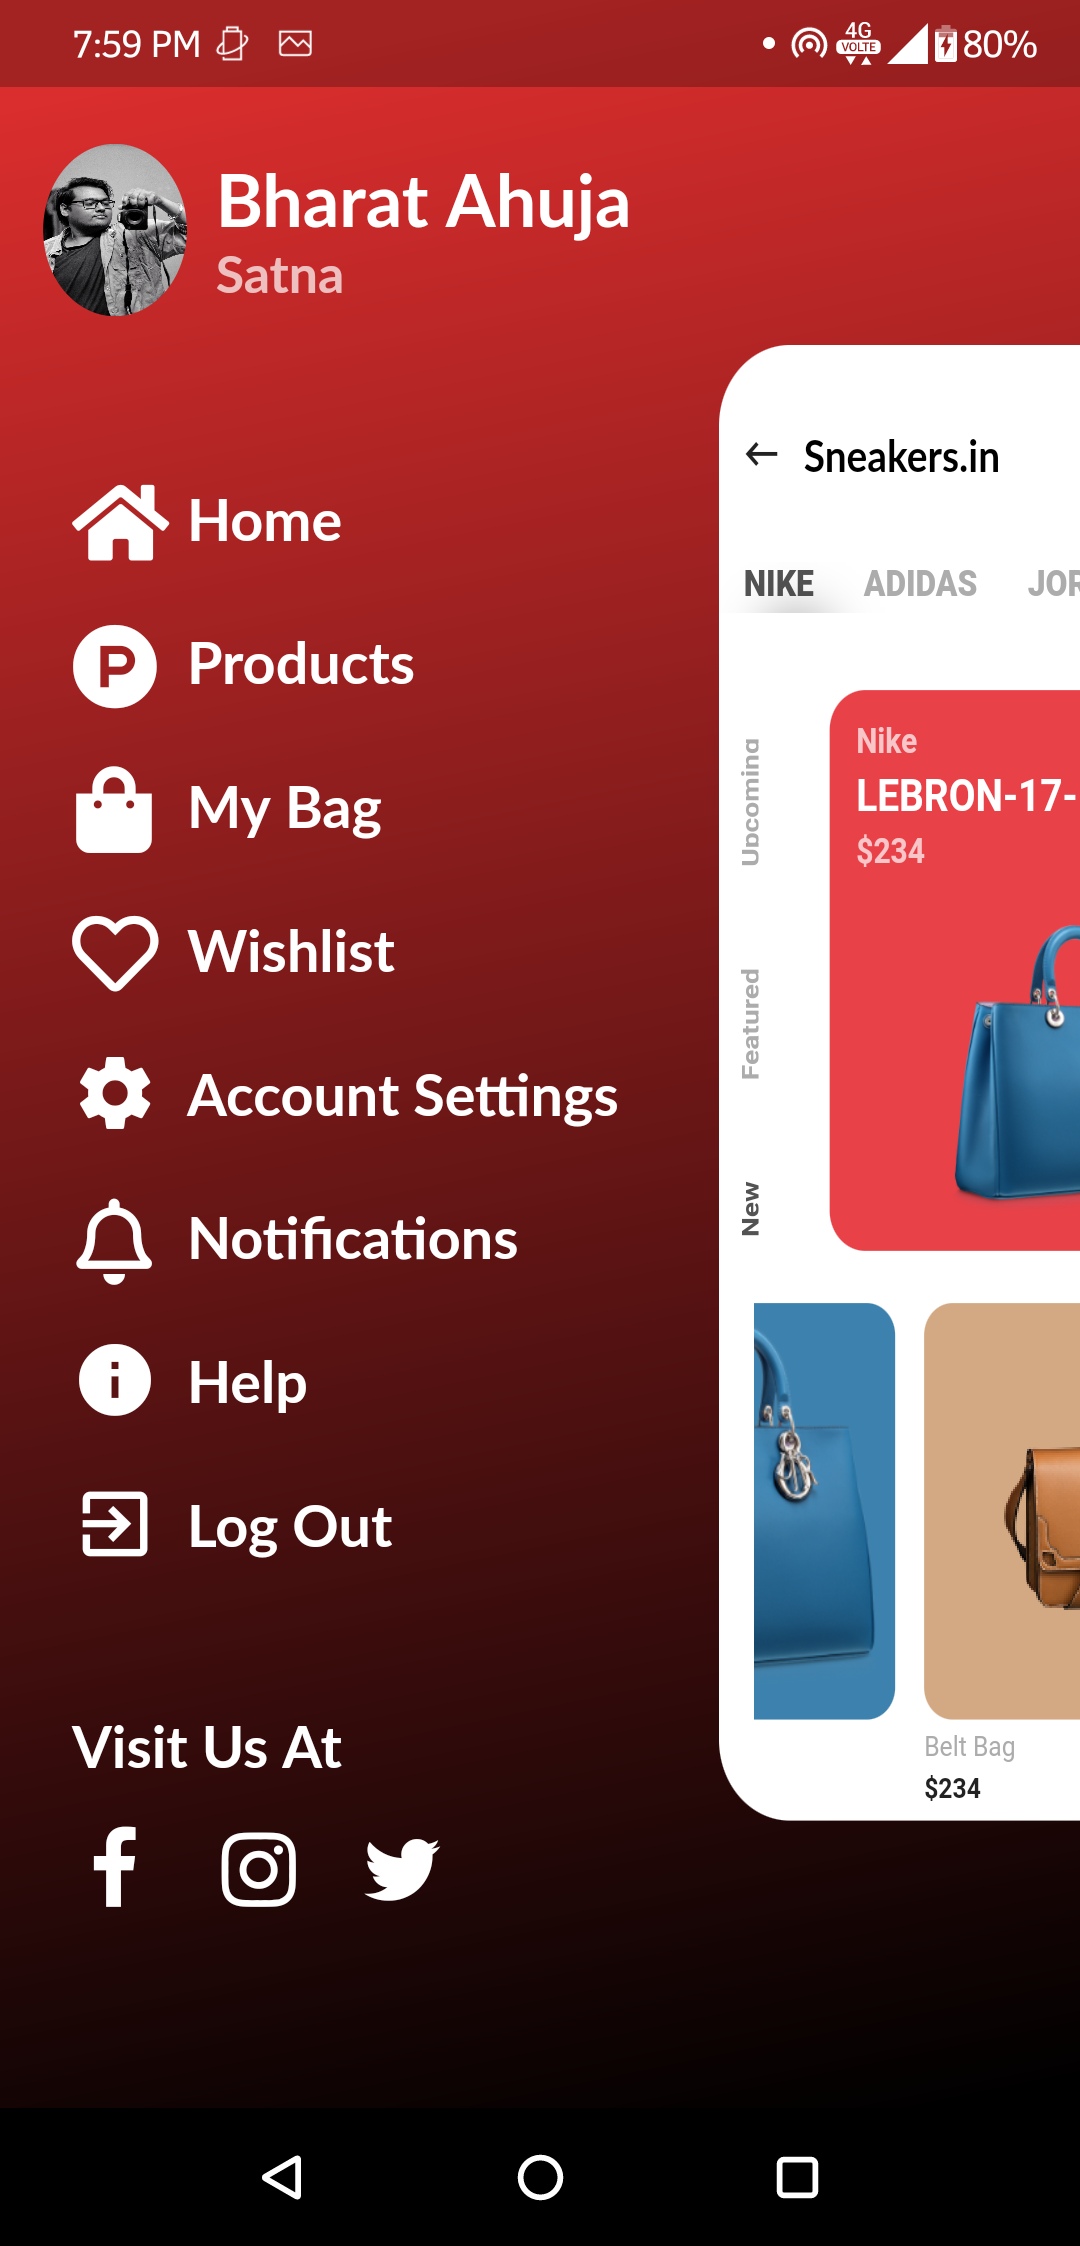 7:59 PM
4G
VOLTE
80%
Bharat Ahuja
Satna
Home
Products
My Bag
Wishlist
Account Settings
Notifications
Help
Log Out
Visit Us At
Sneakers.in
NIKE ADIDAS JOR
Upcoming
Featured
New
Nike
LEBRON-17-
$234
Belt Bag
$234